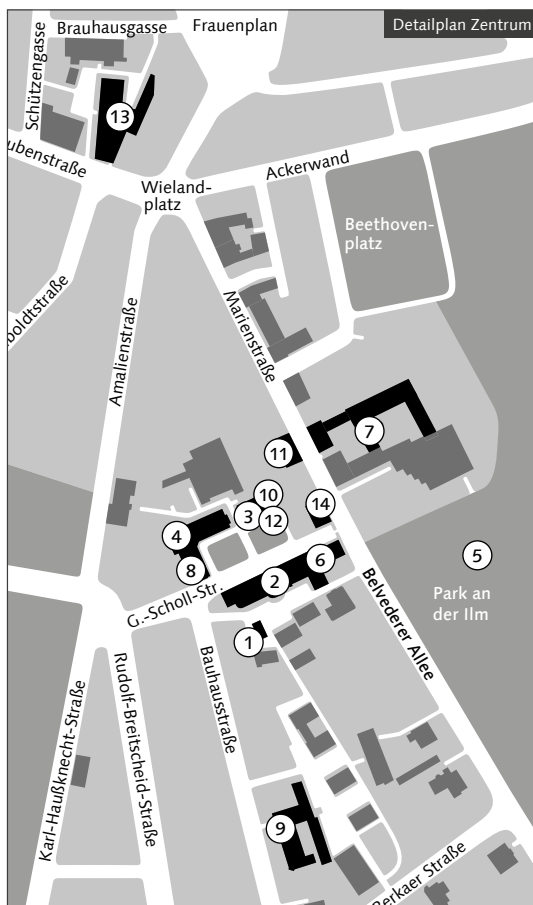 Detailplan Zentrum
Brauhausgasse
Frauenplan
Schützengasse
13
ubenstraße
Wieland-
platz
Ackerwand
Beethoven-
platz
boldtstraße
Amalienstraße
Marienstraße
7
11
10
3
12
14
4
8
6
2
5
Park an
der Ilm
G.-Scholl-Str.
1
Belvederer Allee
Bauhausstraße
Rudolf-Breitscheid-Straße
Karl-Haußknecht-Straße
9
Berkaer Straße